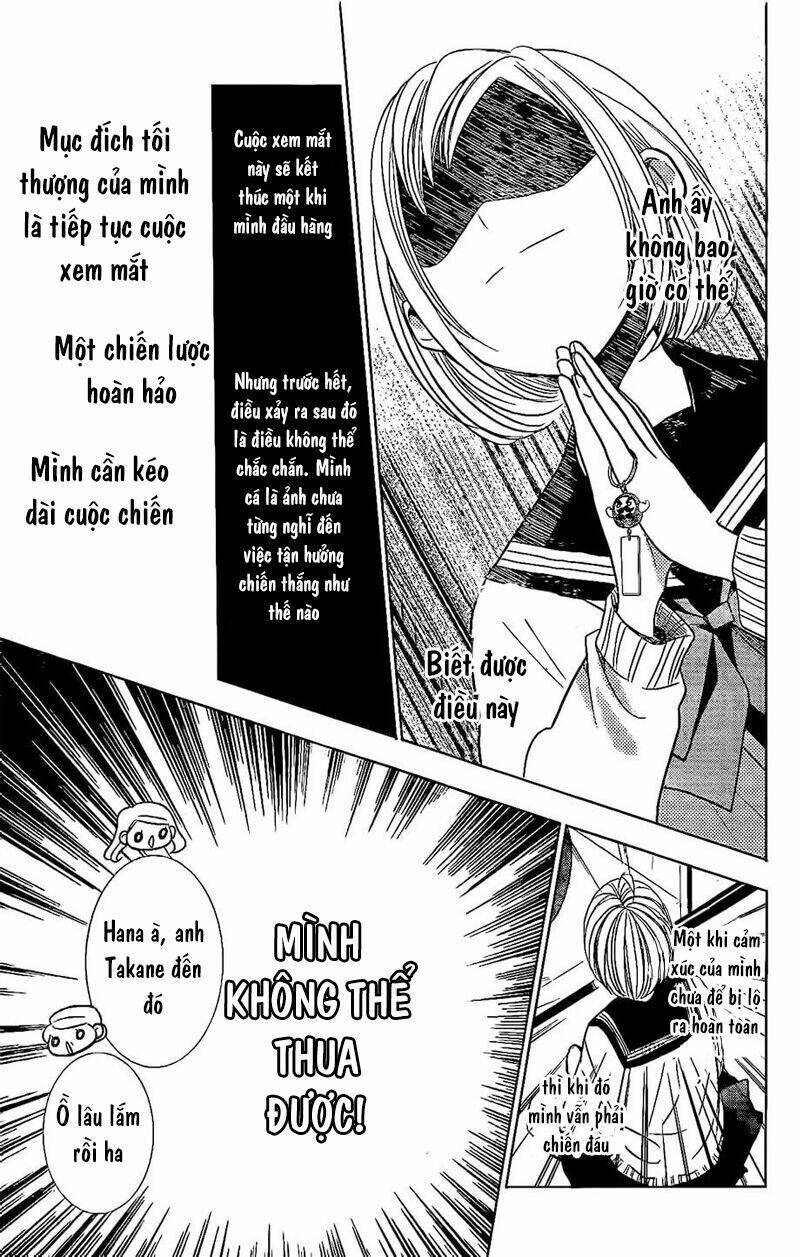 Anh ấy
không bao
giờ có thể
Biết được
điều này
Cuộc xem mắt
này sẽ kết
thúc một khi
mình đầu hàng
Nhưng trước hết,
điều xảy ra sau đó
là điều không thể
chắc chắn. Mình
cá là ảnh chưa
từng nghĩ đến
việc tận hưởng
chiến thắng như
thế nào
Mục đích tối
thượng của mình
là tiếp tục cuộc
xem mắt
Một chiến lược
hoàn hảo
Mình cần kéo
dài cuộc chiến
Một khi cảm
xúc của mình
chưa để bị lộ
ra hoàn toàn
thì khi đó
mình vẫn phải
chiến đáu
MÌNH
KHÔNG THỂ
THUA
ĐƯỢC!
Hana à, anh
Takane đến
đó
Ồ lâu lắm
rồi ha